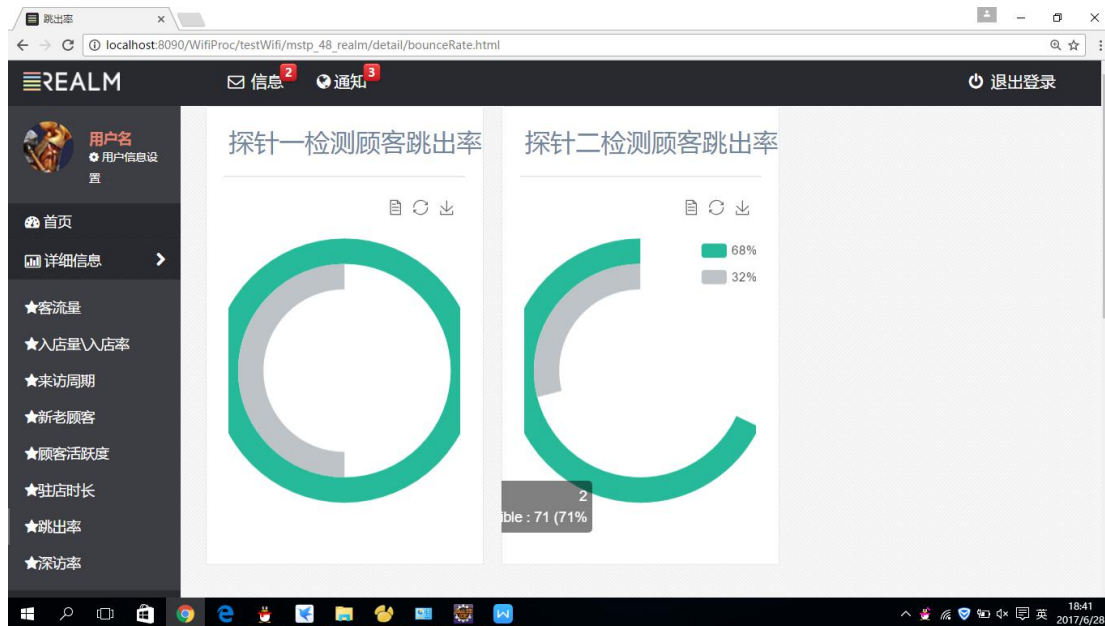 跳出率
localhost:8090/WifiProc/testWifi/mstp_48_realm/detail/bounceRate.html
REALM
信息 2
通知 3
退出登录
用户名
用户信息设
置
首页
详细信息
★客流量
★入店量\入店率
★来访周期
★新老顾客
★顾客活跃度
★驻店时长
★跳出率
★深访率
探针一检测顾客跳出率
探针二检测顾客跳出率
68%
32%
2
ible : 71 (71%
英
18:41
2017/6/28